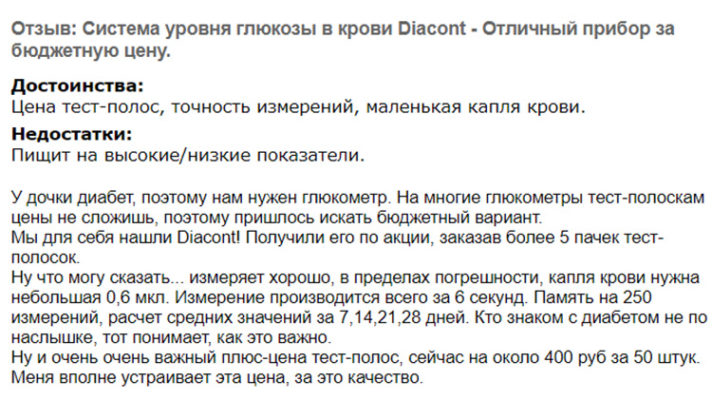 Отзыв: Система уровня глюкозы в крови Diacont - Отличный прибор за
бюджетную цену.
Достоинства:
Цена тест-полос, точность измерений, маленькая капля крови.
Недостатки:
Пищит на высокие/низкие показатели.
У дочки диабет, поэтому нам нужен глюкометр. На многие глюкометры тест-полоскам
цены не сложишь, поэтому пришлось искать бюджетный вариант.
Мы для себя нашли Diacont! Получили его по акции, заказав более 5 пачек тест-
полосок.
Ну что могу сказать... измеряет хорошо, в пределах погрешности, капля крови нужна
небольшая 0,6 мкл. Измерение производится всего за 6 секунд. Память на 250
измерений, расчет средних значений за 7,14,21,28 дней. Кто знаком с диабетом не по
наслышке, тот понимает, как это важно.
Ну и очень очень важный плюс-цена тест-полос, сейчас на около 400 руб за 50 штук.
Меня вполне устраивает эта цена, за это качество.